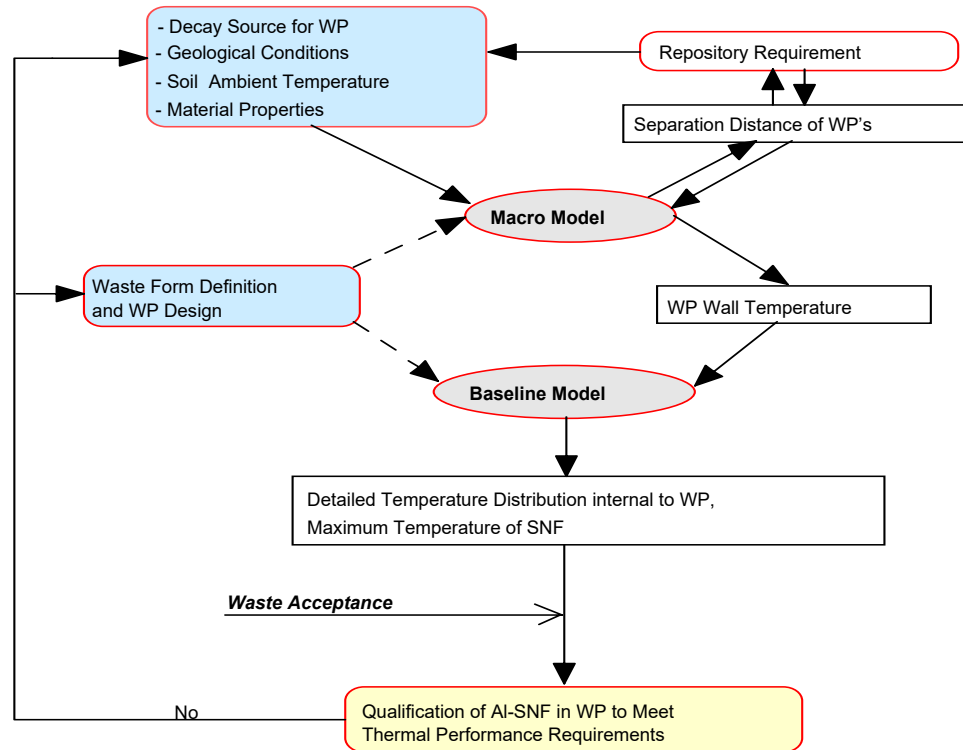 - Decay Source for WP
- Geological Conditions
- Soil Ambient Temperature
- Material Properties
Repository Requirement
Separation Distance of WP's
Macro Model
Waste Form Definition
and WP Design
WP Wall Temperature
Baseline Model
Detailed Temperature Distribution internal to WP,
Maximum Temperature of SNF
Waste Acceptance
No
Qualification of Al-SNF in WP to Meet
Thermal Performance Requirements